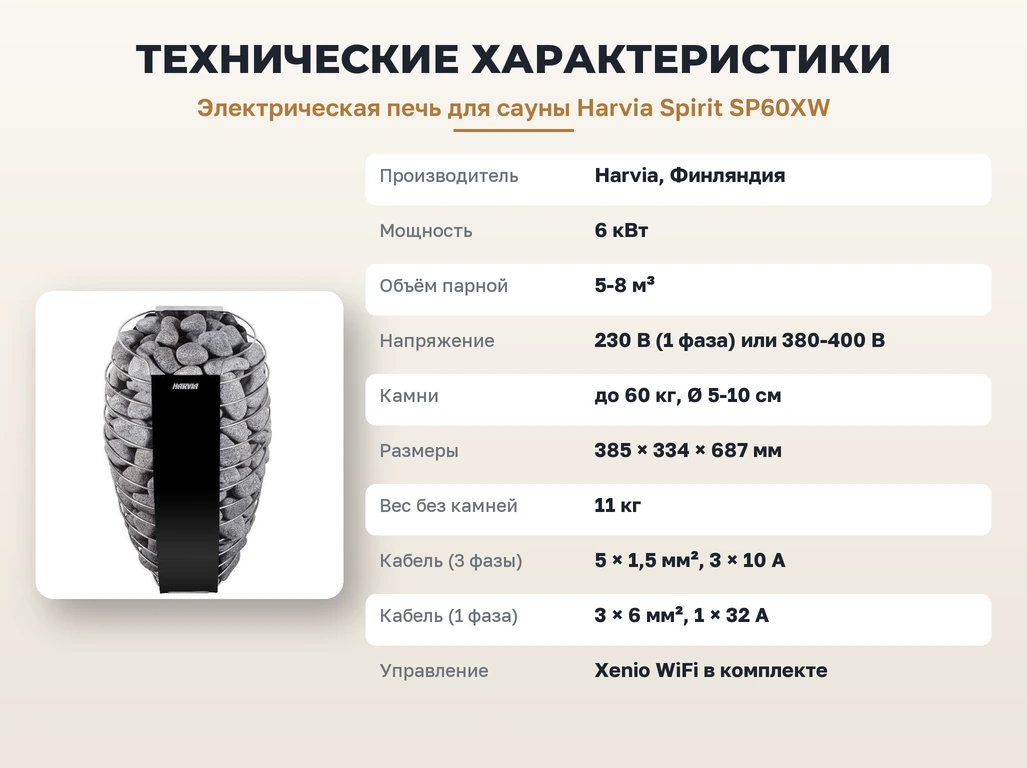 ТЕХНИЧЕСКИЕ ХАРАКТЕРИСТИКИ
Электрическая печь для сауны Harvia Spirit SP60XW
Производитель Harvia, Финляндия
Мощность 6 кВт
Объём парной 5-8 м³
Напряжение 230 В (1 фаза) или 380-400 В
Камни до 60 кг, Ø 5-10 см
Размеры 385 × 334 × 687 мм
Вес без камней 11 кг
Кабель (3 фазы) 5 × 1,5 мм², 3 × 10 А
Кабель (1 фаза) 3 × 6 мм², 1 × 32 А
Управление Xenio WiFi в комплекте
HARVIA